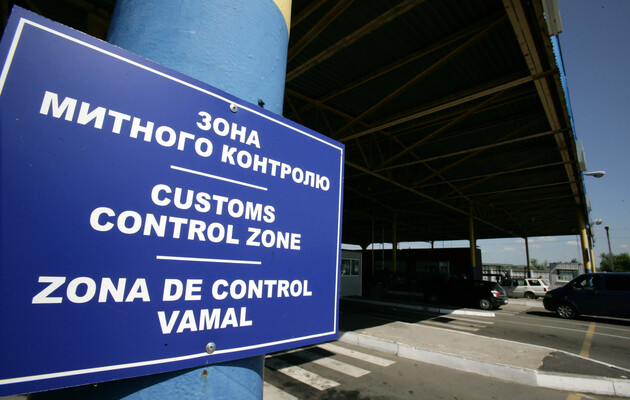 ЗОНА
МИТНОГО КОНТРОЛЮ
CUSTOMS
CONTROL ZONE
ZONA DE CONTROL
VAMAL